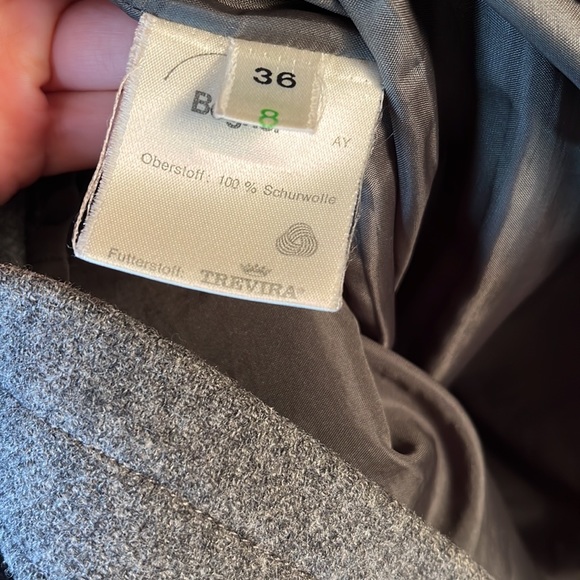 36
8
AY
Oberstoff: 100 % Schurwolle
Futterstoff: TREVIRA®